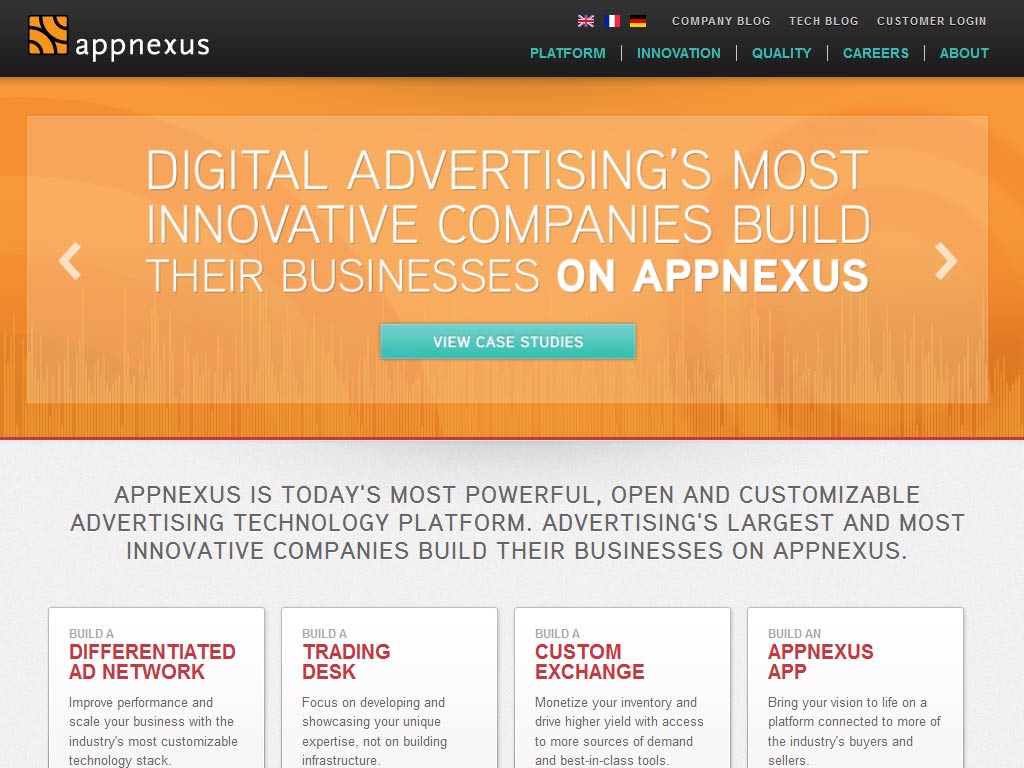 appnexus
COMPANY BLOG TECH BLOG CUSTOMER LOGIN
PLATFORM INNOVATION QUALITY CAREERS ABOUT
DIGITAL ADVERTISING'S MOST
INNOVATIVE COMPANIES BUILD
THEIR BUSINESSES ON APPNEXUS
VIEW CASE STUDIES
APPNEXUS IS TODAY'S MOST POWERFUL, OPEN AND CUSTOMIZABLE
ADVERTISING TECHNOLOGY PLATFORM. ADVERTISING'S LARGEST AND MOST
INNOVATIVE COMPANIES BUILD THEIR BUSINESSES ON APPNEXUS.
BUILD A
DIFFERENTIATED
AD NETWORK
Improve performance and
scale your business with the
industry's most customizable
technology stack.
BUILD A
TRADING
DESK
Focus on developing and
showcasing your unique
expertise, not on building
infrastructure.
BUILD A
CUSTOM
EXCHANGE
Monetize your inventory and
drive higher yield with access
to more sources of demand
and best-in-class tools.
BUILD AN
APPNEXUS
APP
Bring your vision to life on a
platform connected to more of
the industry's buyers and
sellers.